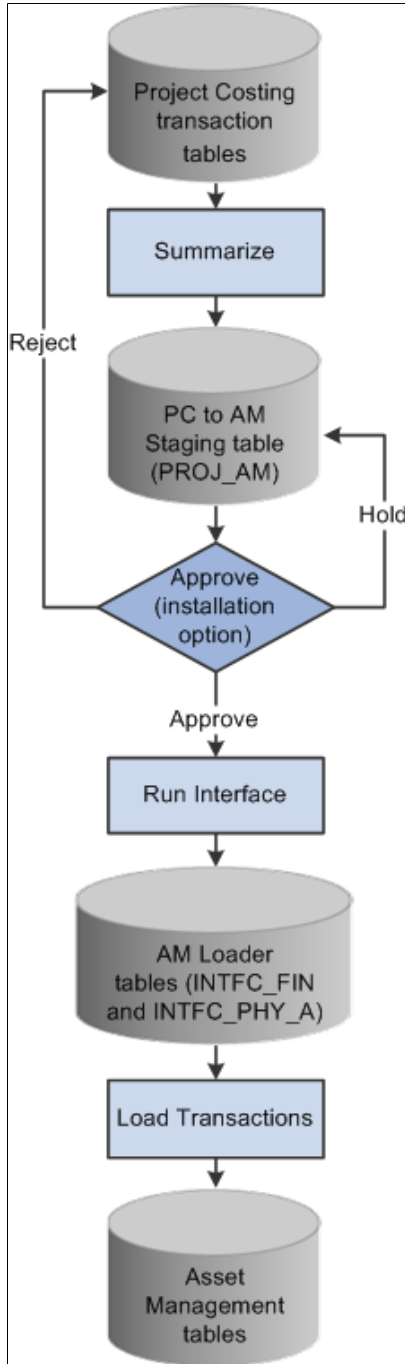 Project Costing
transaction
tables
Summarize
Reject
PC to AM
Staging table
(PROJ_AM)
Hold
Approve
(installation
option)
Approve
Run Interface
AM Loader
tables (INTFC_FIN
and INTFC_PHY_A)
Load Transactions
Asset
Management
tables